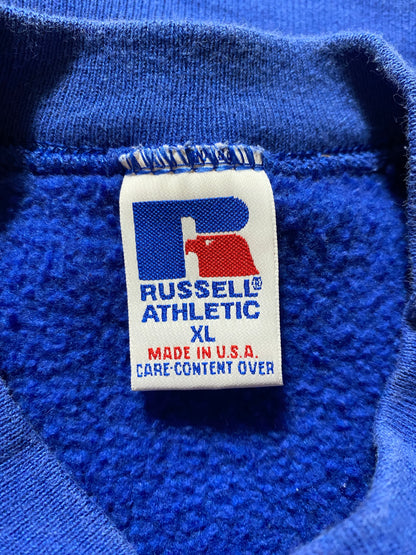 R
RUSSELL®
ATHLETIC
XL
MADE IN U.S.A.
CARE-CONTENT OVER